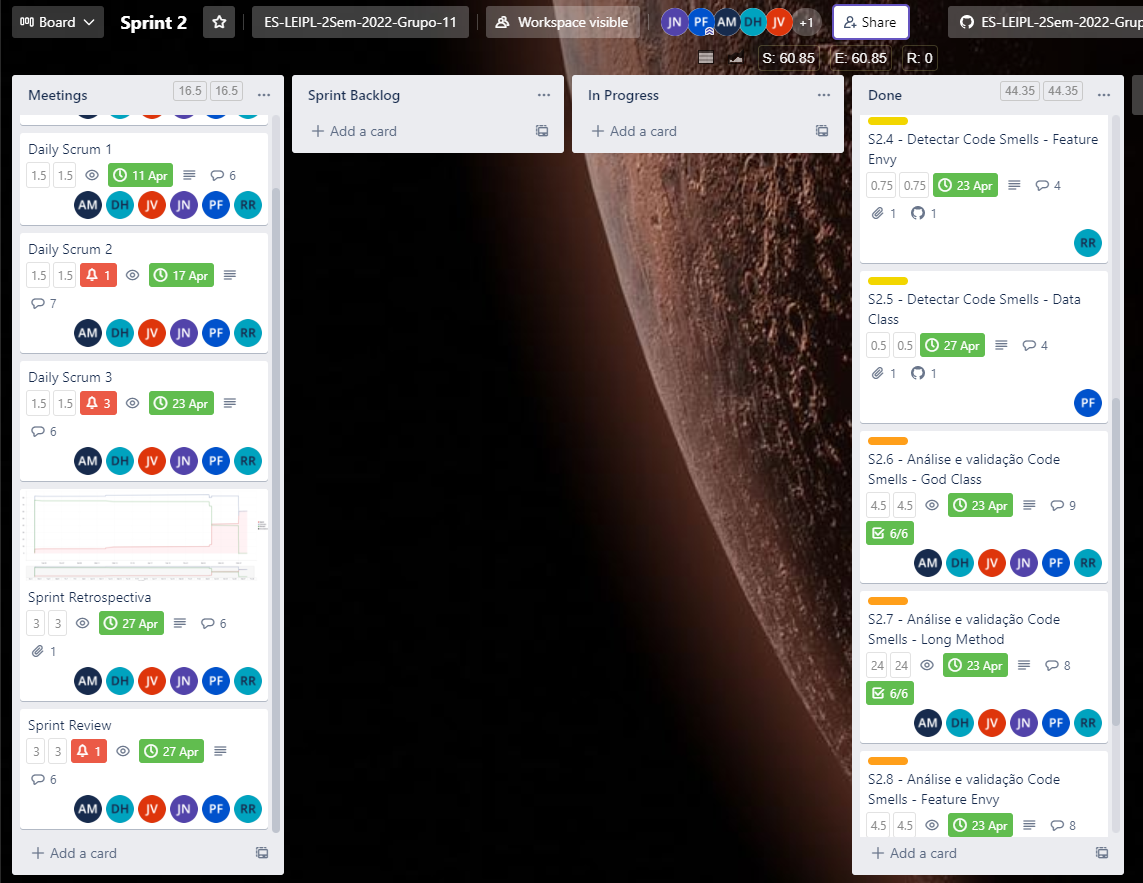 Board
Sprint 2
ES-LEIPL-2Sem-2022-Grupo-11
Workspace visible
JN PF AM DH JV +1
Share
ES-LEIPL-2Sem-2022-Grup
S: 60.85 E: 60.85 R: 0
Meetings 16.5 16.5
Daily Scrum 1
1.5 1.5 11 Apr 6
AM DH JV JN PF RR
Daily Scrum 2
1.5 1.5 1 17 Apr
7
AM DH JV JN PF RR
Daily Scrum 3
1.5 1.5 3 23 Apr
6
AM DH JV JN PF RR
Sprint Retrospectiva
3 3 27 Apr 6
1
AM DH JV JN PF RR
Sprint Review
3 3 1 27 Apr
6
AM DH JV JN PF RR
+ Add a card
Sprint Backlog
+ Add a card
In Progress
+ Add a card
Done 44.35 44.35
S2.4 - Detectar Code Smells - Feature
Envy
0.75 0.75 23 Apr 4
1 1
RR
S2.5 - Detectar Code Smells - Data
Class
0.5 0.5 27 Apr 4
1 1
PF
S2.6 - Análise e validação Code
Smells - God Class
4.5 4.5 23 Apr 9
6/6
AM DH JV JN PF RR
S2.7 - Análise e validação Code
Smells - Long Method
24 24 23 Apr 8
6/6
AM DH JV JN PF RR
S2.8 - Análise e validação Code
Smells - Feature Envy
4.5 4.5 23 Apr 8
+ Add a card